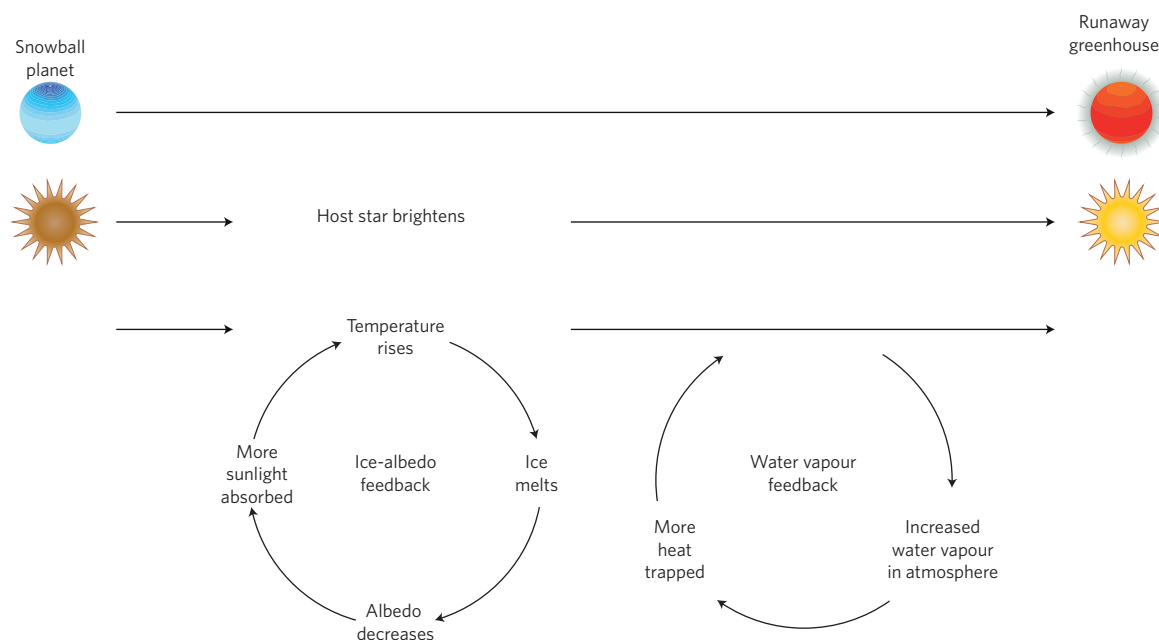 Snowball
planet
Runaway
greenhouse
Host star brightens
Temperature
rises
More
sunlight
absorbed
Ice-albedo
feedback
Ice
melts
Albedo
decreases
Water vapour
feedback
More
heat
trapped
Increased
water vapour
in atmosphere